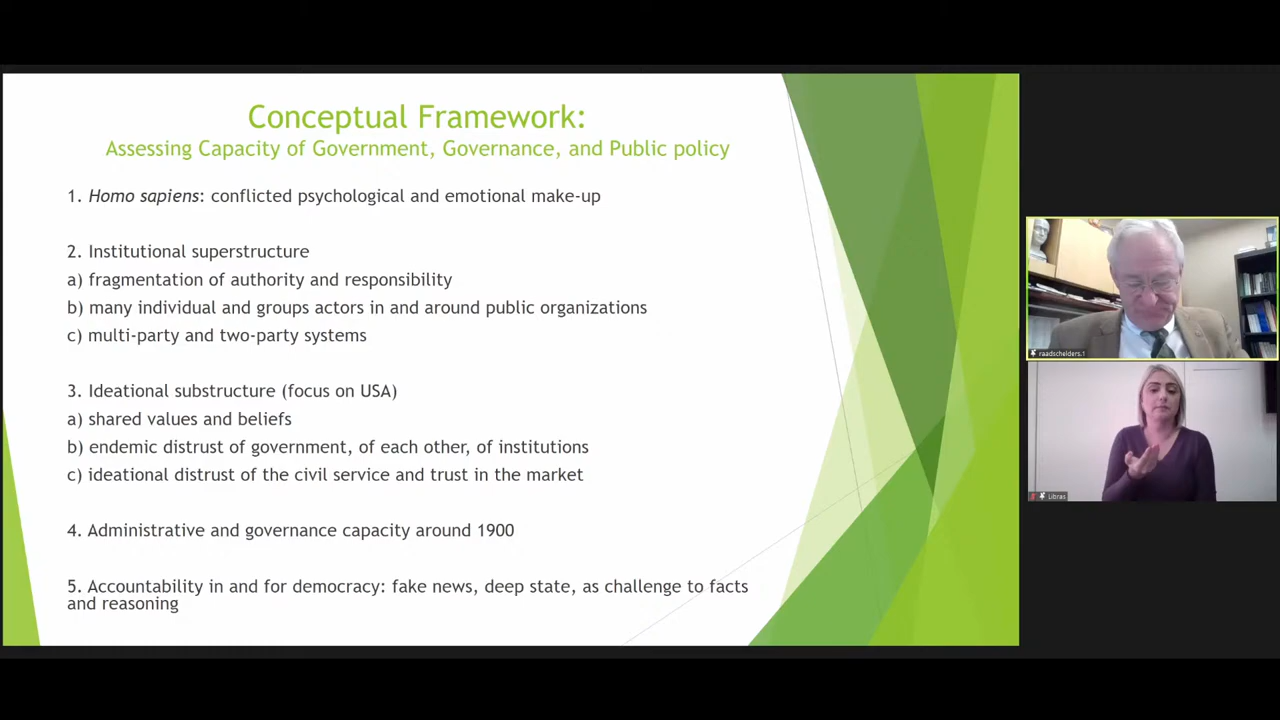 Conceptual Framework:
Assessing Capacity of Government, Governance, and Public policy
1. Homo sapiens: conflicted psychological and emotional make-up
2. Institutional superstructure
a) fragmentation of authority and responsibility
b) many individual and groups actors in and around public organizations
c) multi-party and two-party systems
3. Ideational substructure (focus on USA)
a) shared values and beliefs
b) endemic distrust of government, of each other, of institutions
c) ideational distrust of the civil service and trust in the market
4. Administrative and governance capacity around 1900
5. Accountability in and for democracy: fake news, deep state, as challenge to facts
and reasoning
raadschelders.1
Libras